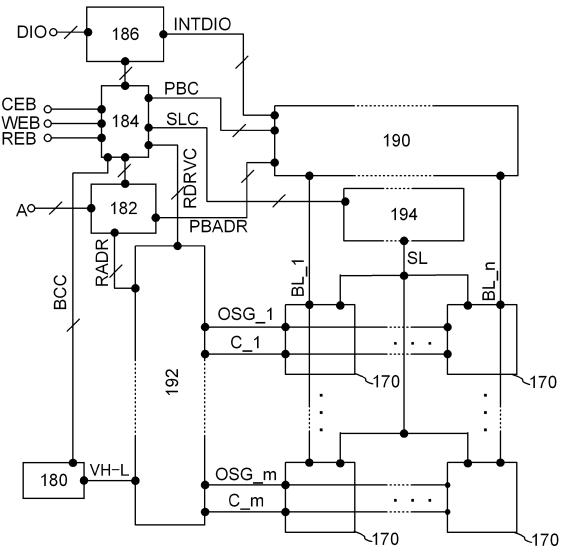 DIO
186
INTDIO
CEB
WEB
REB
184
PBC
SLC
RDRVC
190
A
182
PBADR
194
RADR
BCC
SL
BL_1
BL_n
192
OSG_1
C_1
. . .
170
170
180
VH-L
OSG_m
C_m
. . .
170
170